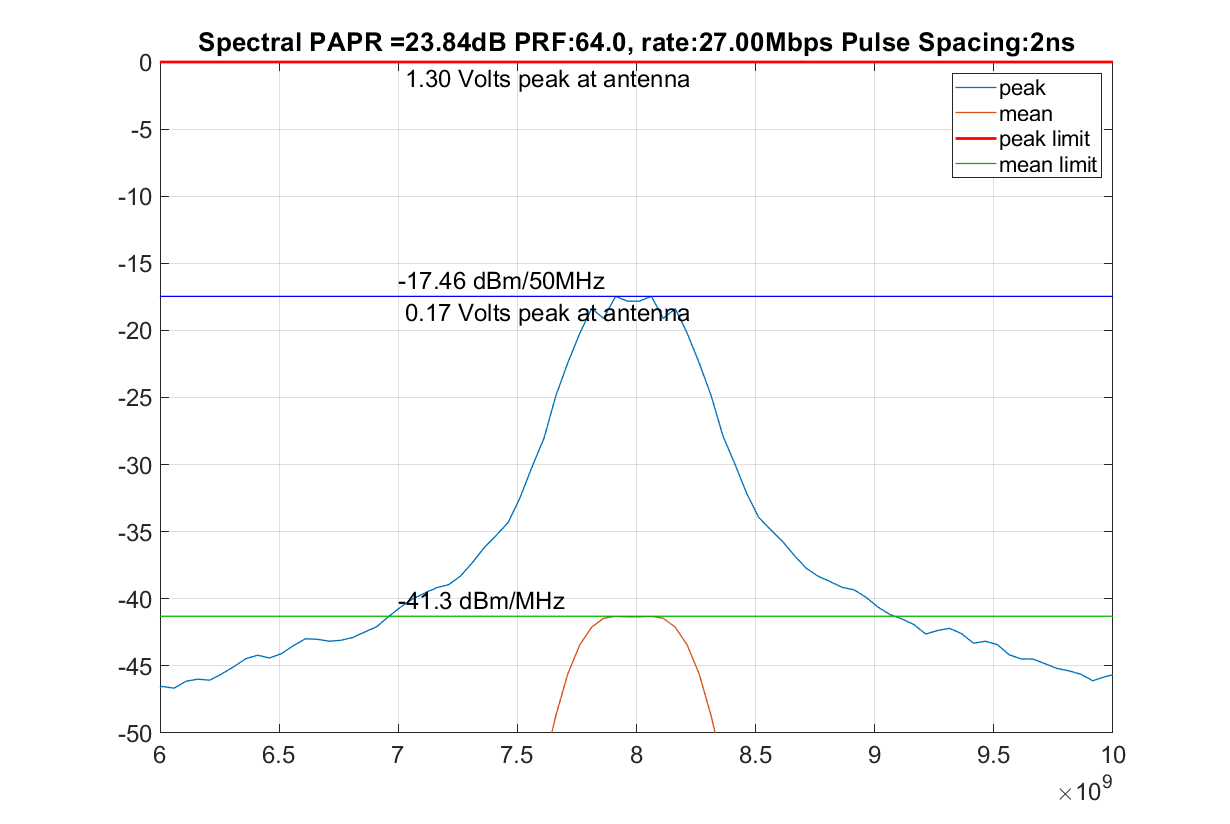 Spectral PAPR =23.84dB PRF:64.0, rate:27.00Mbps Pulse Spacing:2ns
0
1.30 Volts peak at antenna
peak
mean
peak limit
mean limit
-5
-10
-15
-17.46 dBm/50MHz
0.17 Volts peak at antenna
-20
-25
-30
-35
-40
-41.3 dBm/MHz
-45
-50
6 6.5 7 7.5 8 8.5 9 9.5 10
×10⁹